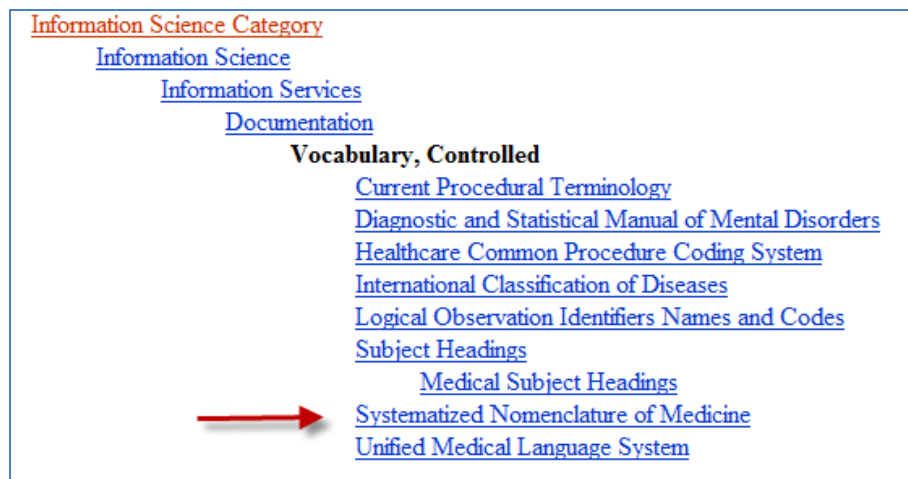 Information Science Category
Information Science
Information Services
Documentation
Vocabulary, Controlled
Current Procedural Terminology
Diagnostic and Statistical Manual of Mental Disorders
Healthcare Common Procedure Coding System
International Classification of Diseases
Logical Observation Identifiers Names and Codes
Subject Headings
Medical Subject Headings
Systematized Nomenclature of Medicine
Unified Medical Language System